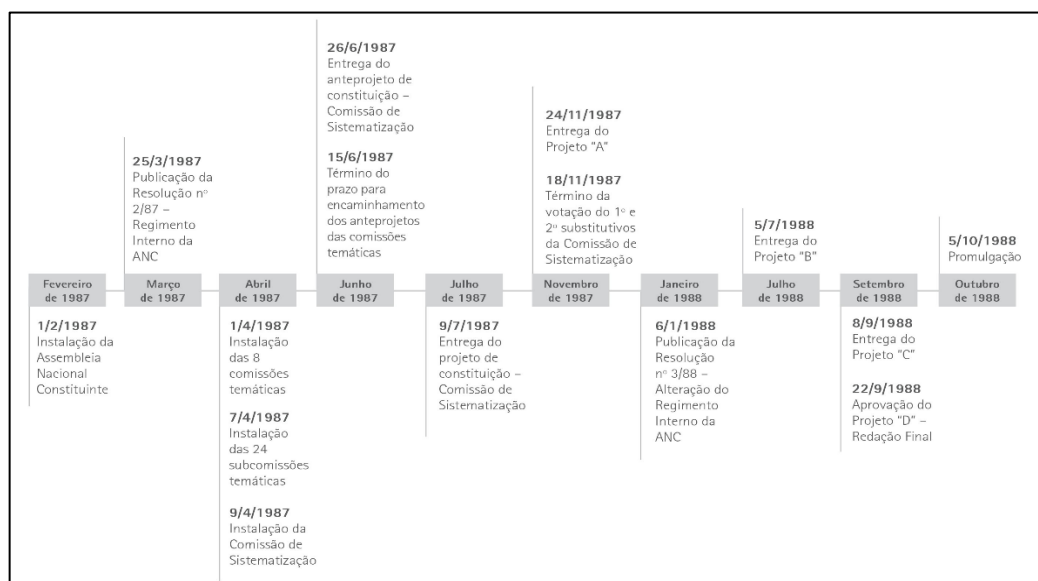 26/6/1987
Entrega do
anteprojeto de
constituição –
Comissão de
Sistematização
15/6/1987
Término do
prazo para
encaminhamento
dos anteprojetos
das comissões
temáticas
24/11/1987
Entrega do
Projeto "A"
18/11/1987
Término da
votação do 1º e
2º substitutivos
da Comissão de
Sistematização
25/3/1987
Publicação da
Resolução nº
2/87 –
Regimento
Interno da
ANC
5/7/1988
Entrega do
Projeto "B"
5/10/1988
Promulgação
Fevereiro
de 1987
Março
de 1987
Abril
de 1987
Junho
de 1987
Julho
de 1987
Novembro
de 1987
Janeiro
de 1988
Julho
de 1988
Setembro
de 1988
Outubro
de 1988
1/2/1987
Instalação da
Assembleia
Nacional
Constituinte
1/4/1987
Instalação
das 8
comissões
temáticas
7/4/1987
Instalação
das 24
subcomissões
temáticas
9/4/1987
Instalação da
Comissão de
Sistematização
9/7/1987
Entrega do
projeto de
constituição –
Comissão de
Sistematização
6/1/1988
Publicação da
Resolução
nº 3/88 –
Alteração do
Regimento
Interno da
ANC
8/9/1988
Entrega do
Projeto "C"
22/9/1988
Aprovação do
Projeto "D" –
Redação Final